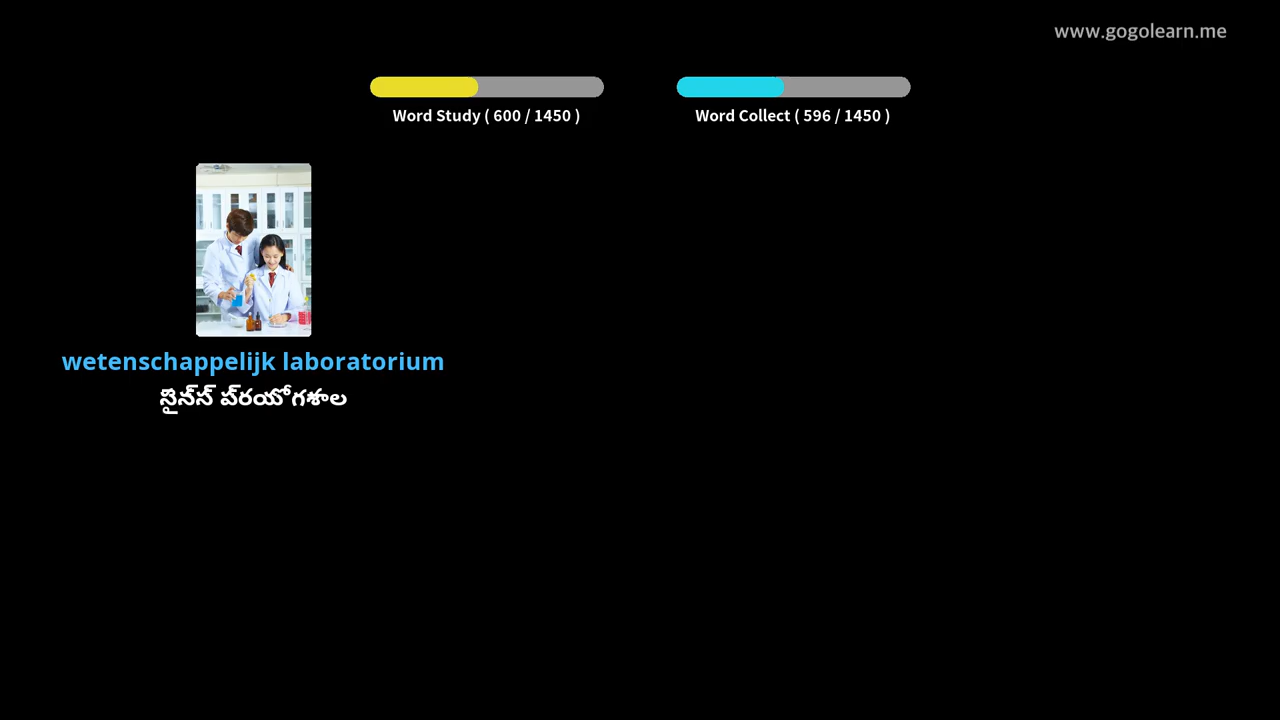 www.gogolearn.me
Word Study ( 600 / 1450 )
Word Collect ( 596 / 1450 )
wetenschappelijk laboratorium
సైన్స్ ప్రయోగశాల